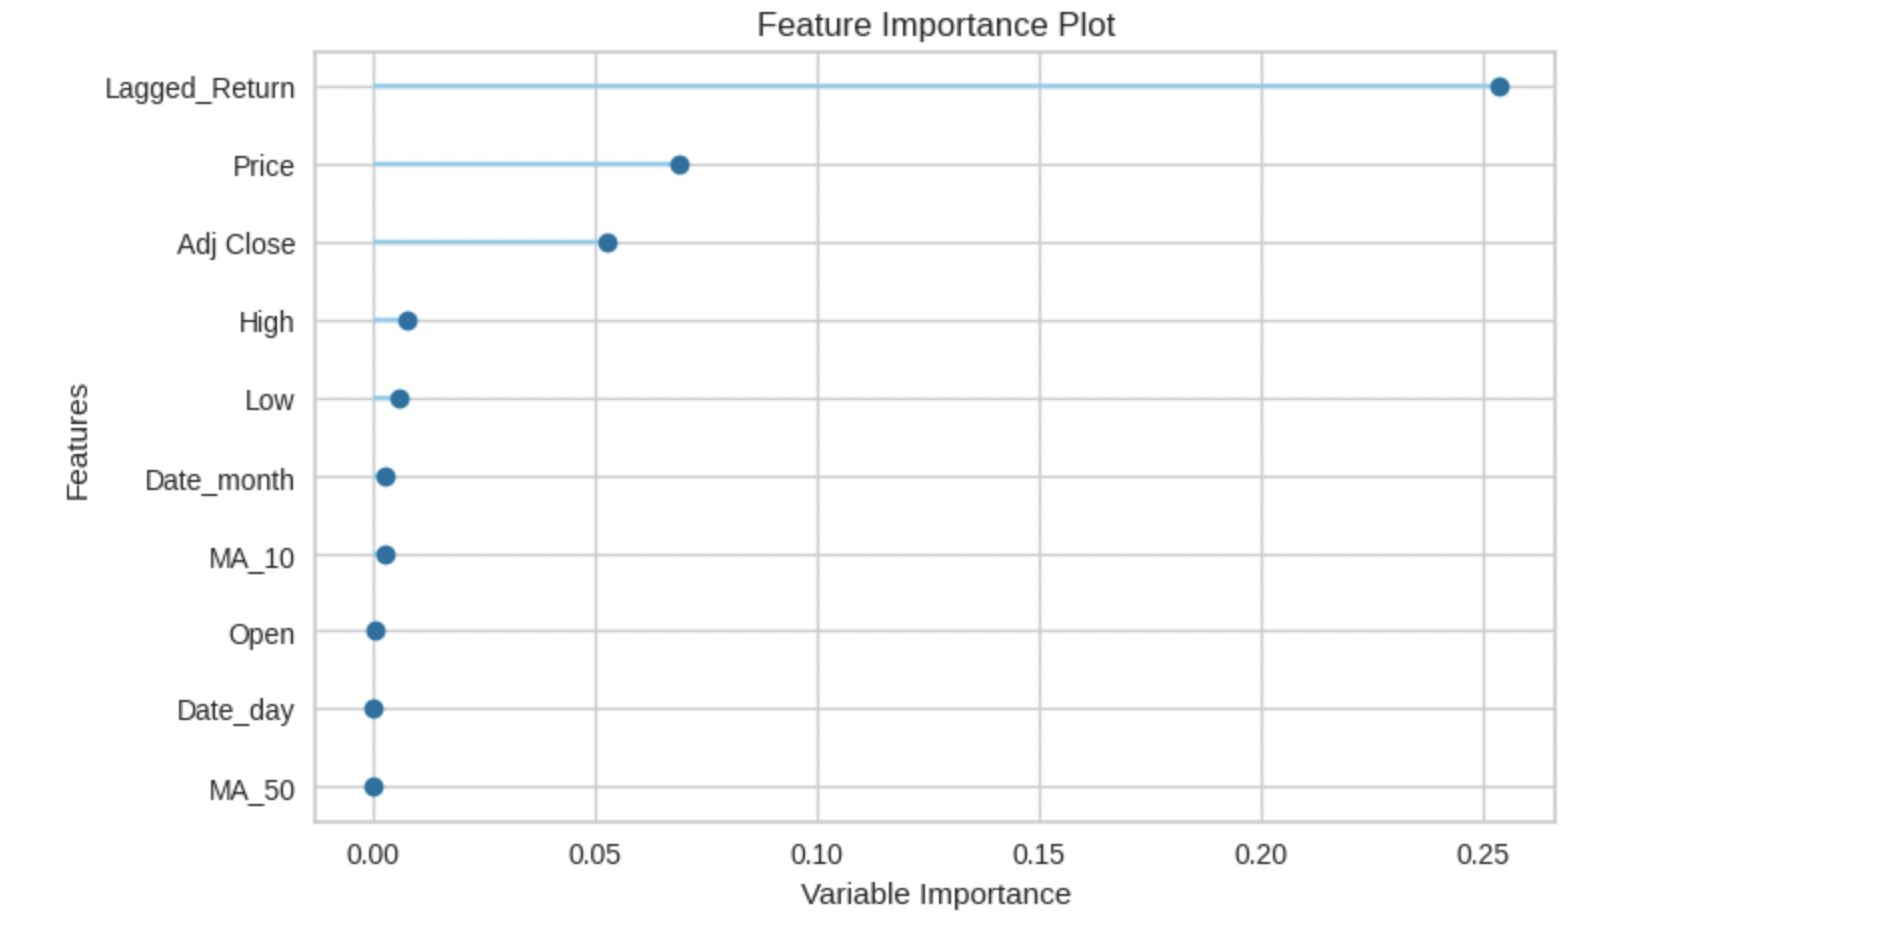 Feature Importance Plot
Lagged_Return
Price
Adj Close
High
Low
Date_month
MA_10
Open
Date_day
MA_50
Features
0.00 0.05 0.10 0.15 0.20 0.25
Variable Importance